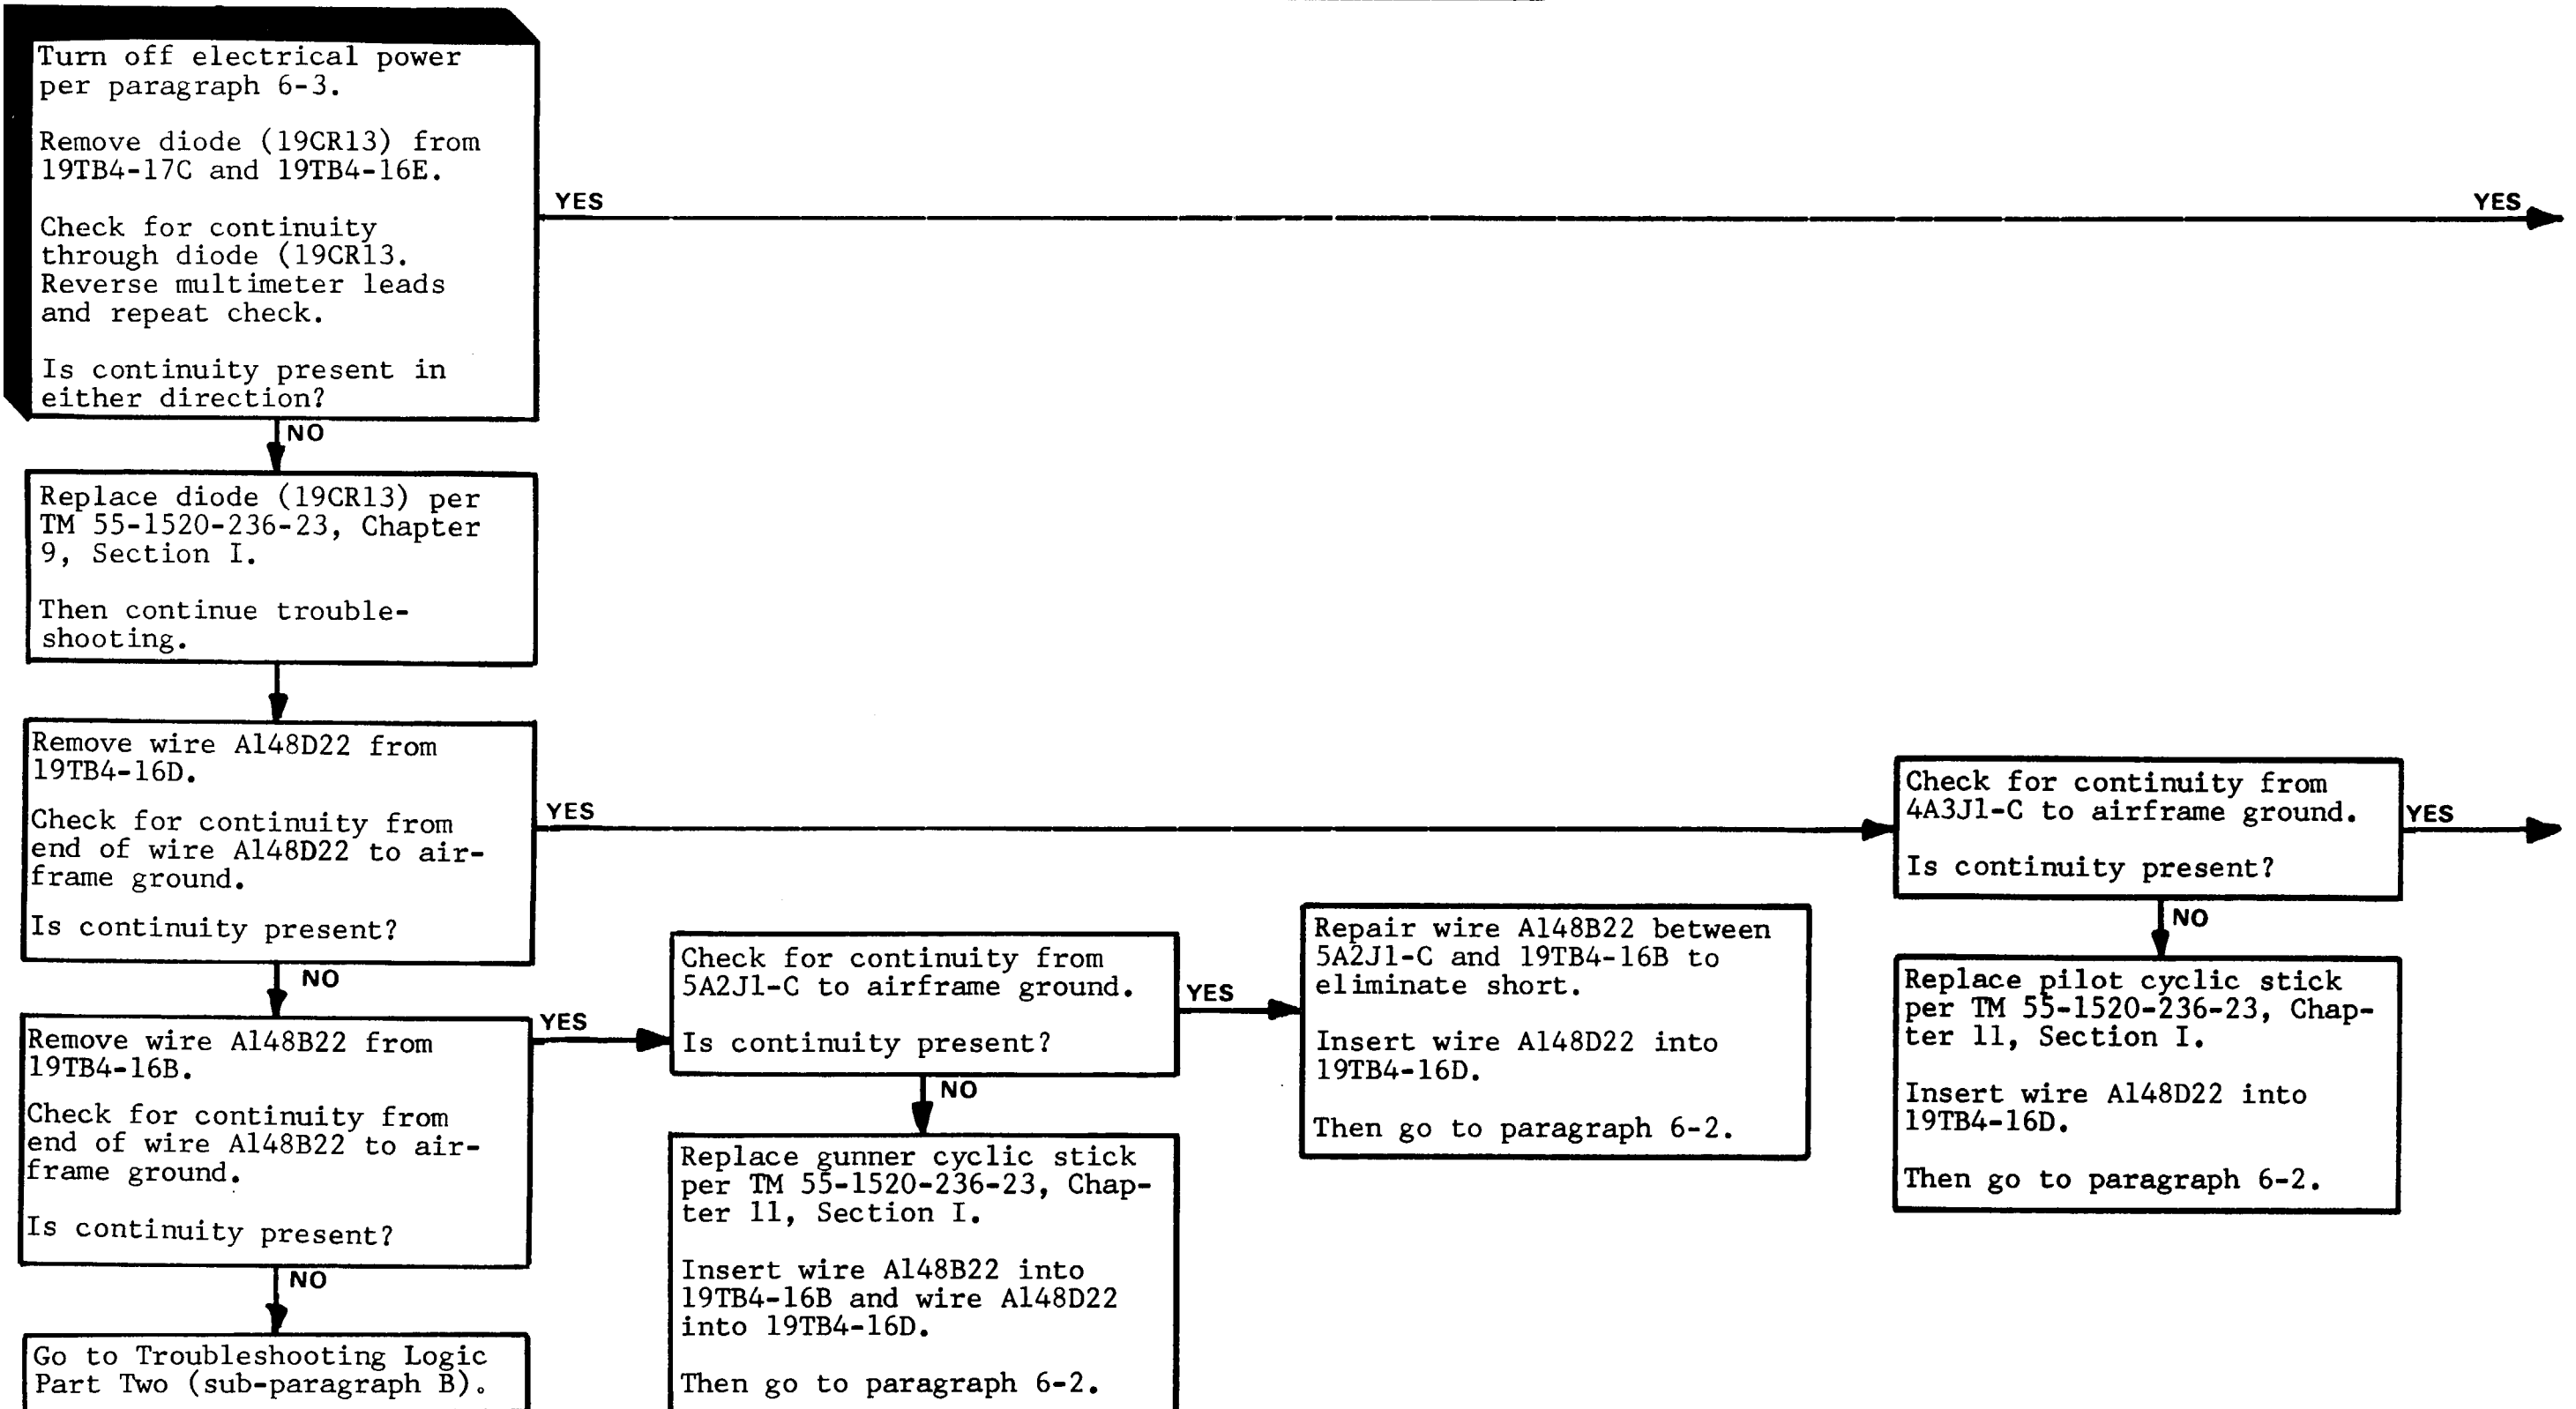 Turn off electrical power
per paragraph 6-3.
Remove diode (19CR13) from
19TB4-17C and 19TB4-16E.
Check for continuity
through diode (19CR13.
Reverse multimeter leads
and repeat check.
Is continuity present in
either direction?
YES
YES
NO
Replace diode (19CR13) per
TM 55-1520-236-23, Chapter
9, Section I.
Then continue trouble-
shooting.
Remove wire A148D22 from
19TB4-16D.
Check for continuity from
end of wire A148D22 to air-
frame ground.
Is continuity present?
YES
Check for continuity from
4A3J1-C to airframe ground.
Is continuity present?
YES
NO
Replace pilot cyclic stick
per TM 55-1520-236-23, Chap-
ter 11, Section I.
Insert wire A148D22 into
19TB4-16D.
Then go to paragraph 6-2.
NO
Remove wire A148B22 from
19TB4-16B.
Check for continuity from
end of wire A148B22 to air-
frame ground.
Is continuity present?
YES
Check for continuity from
5A2J1-C to airframe ground.
Is continuity present?
YES
Repair wire A148B22 between
5A2J1-C and 19TB4-16B to
eliminate short.
Insert wire A148D22 into
19TB4-16D.
Then go to paragraph 6-2.
NO
Replace gunner cyclic stick
per TM 55-1520-236-23, Chap-
ter 11, Section I.
Insert wire A148B22 into
19TB4-16B and wire A148D22
into 19TB4-16D.
Then go to paragraph 6-2.
NO
Go to Troubleshooting Logic
Part Two (sub-paragraph B).